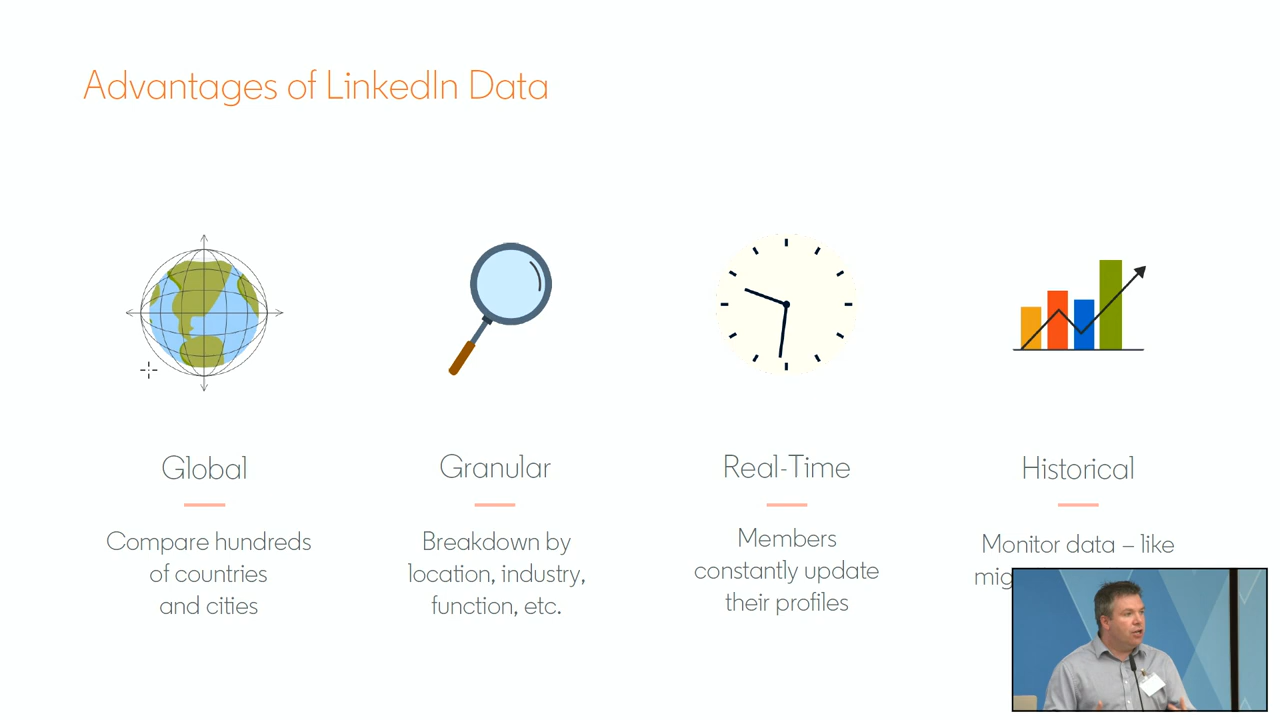 Advantages of LinkedIn Data
Global
Compare hundreds
of countries
and cities
Granular
Breakdown by
location, industry,
function, etc.
Real-Time
Members
constantly update
their profiles
Historical
Monitor data – like